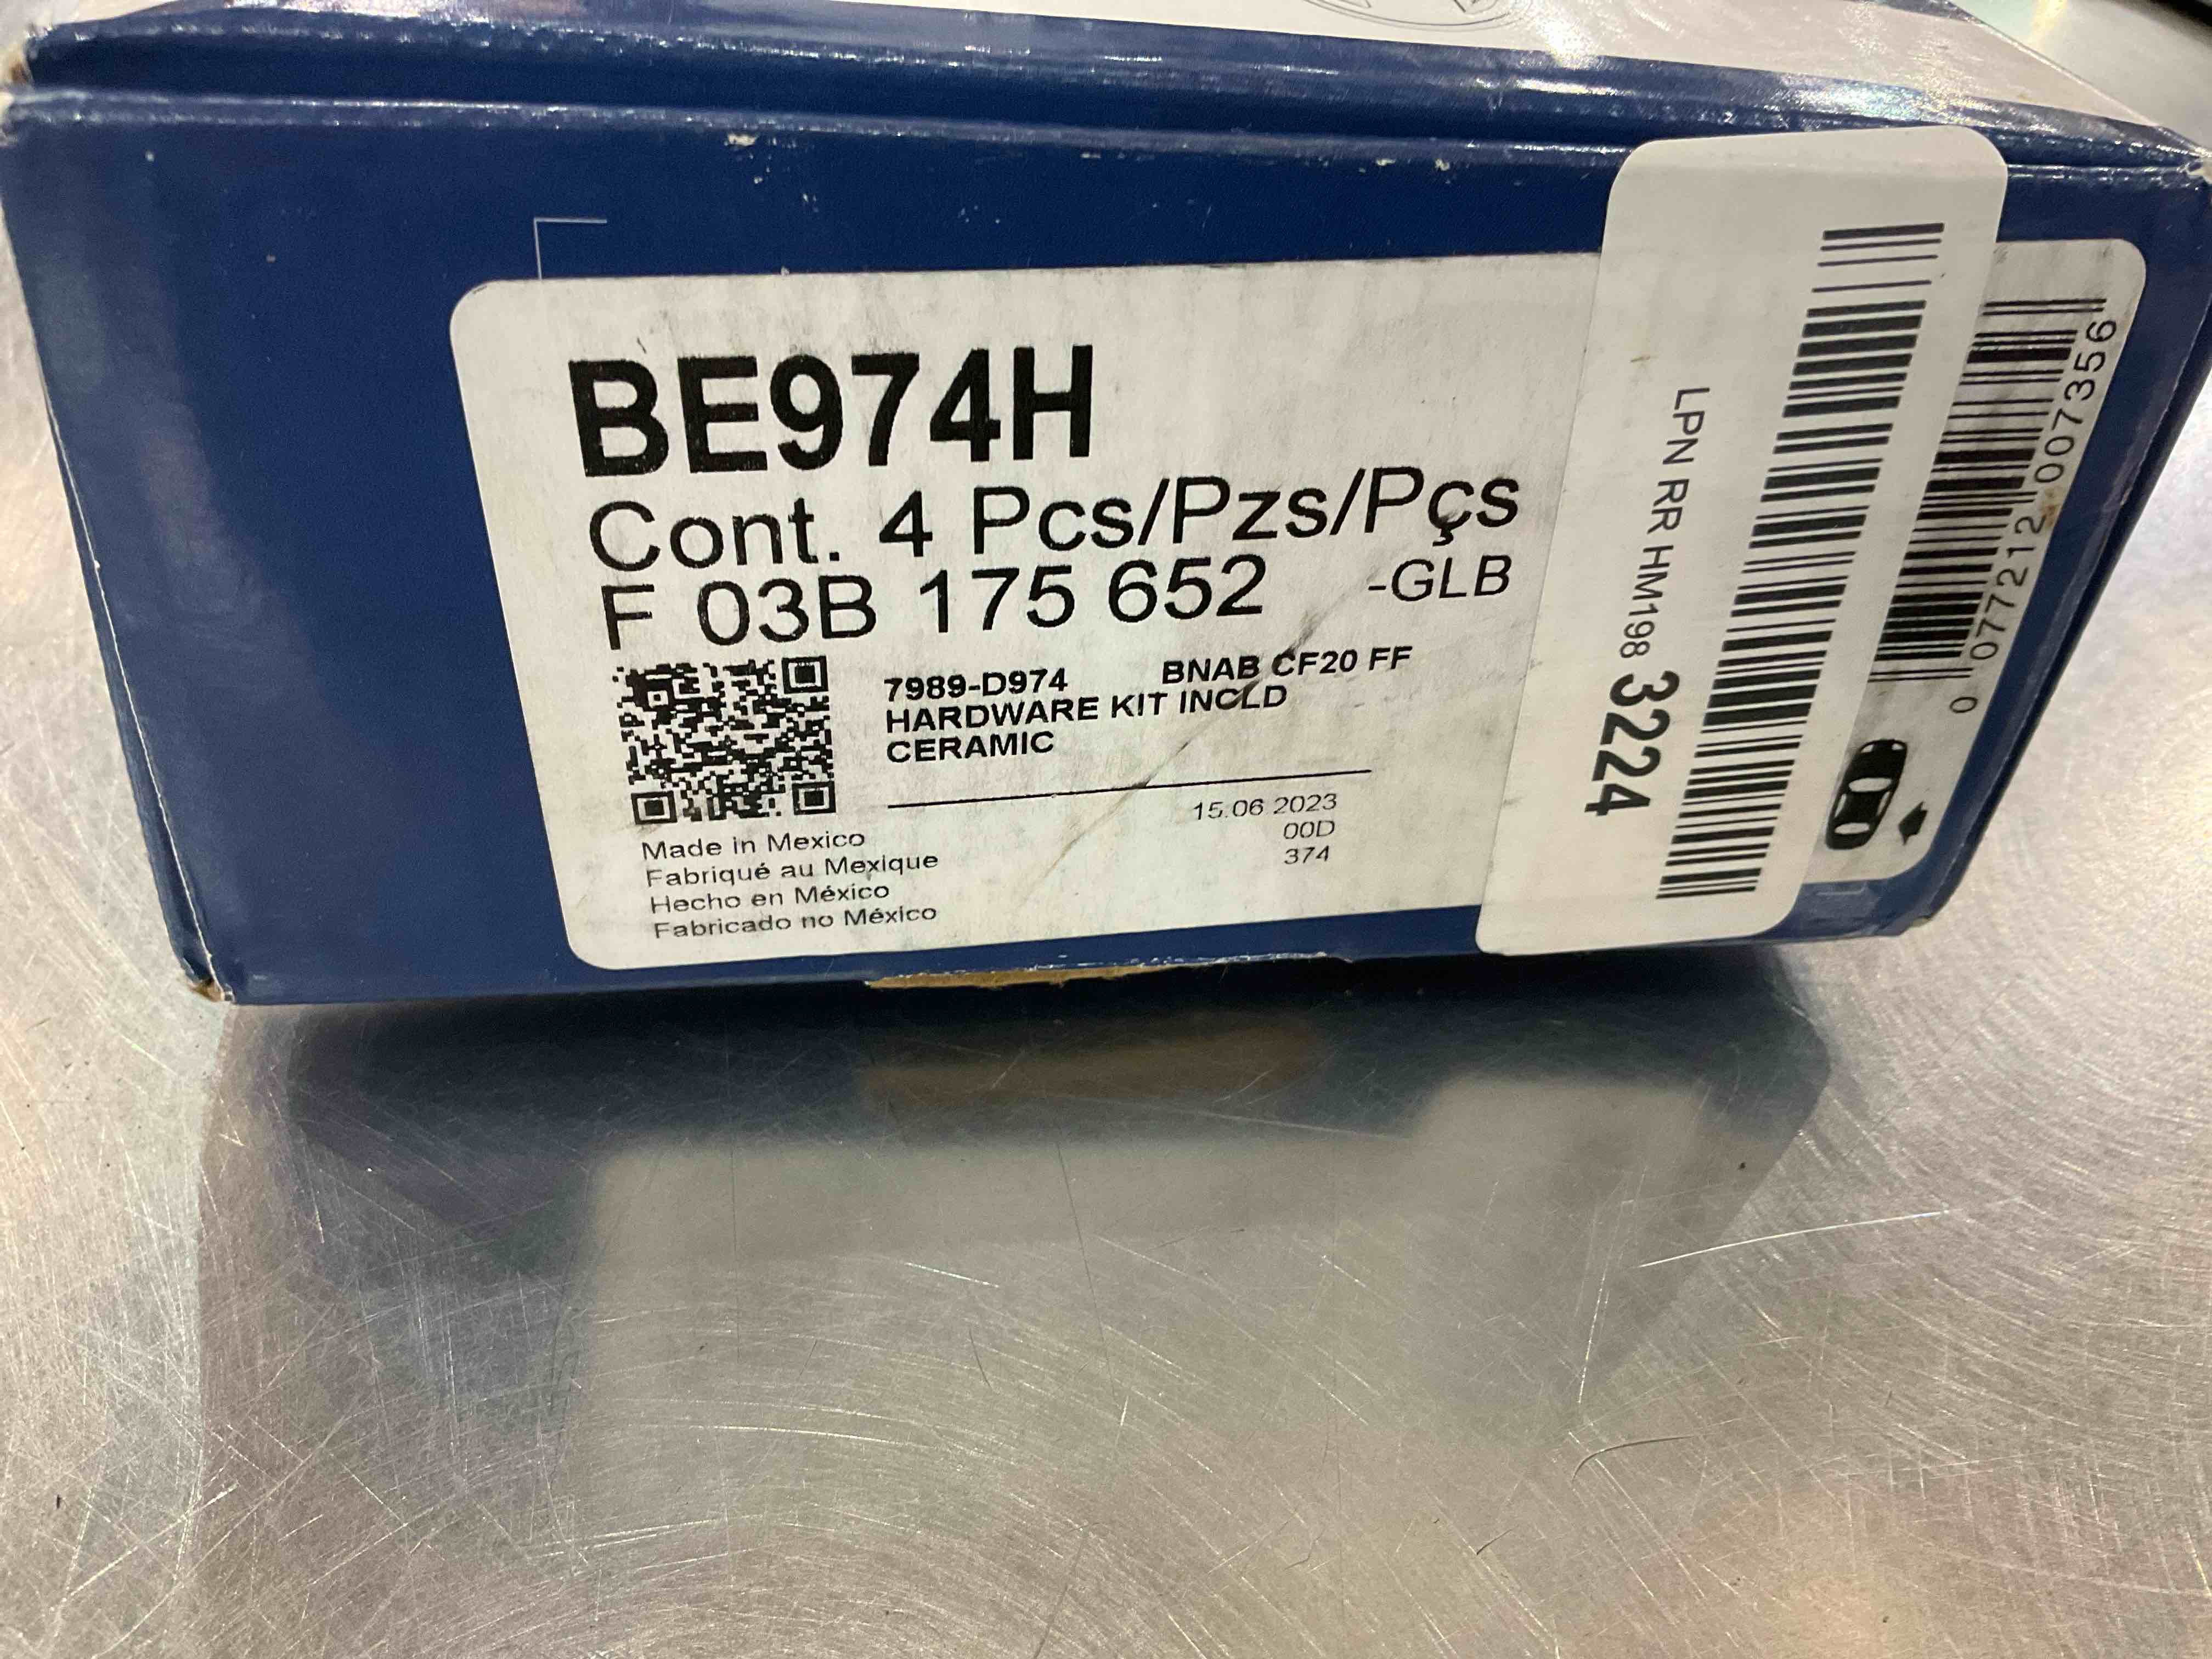 BE974H
Cont. 4 Pcs/Pzs/Pçs
F 03B 175 652 -GLB
7989-D974 BNAB CF20 FF
HARDWARE KIT INCLD
CERAMIC
15.06 2023
00D
374
Made in Mexico
Fabriqué au Mexique
Hecho en México
Fabricado no México
LPN RR HM198 3224
0 077212 007356